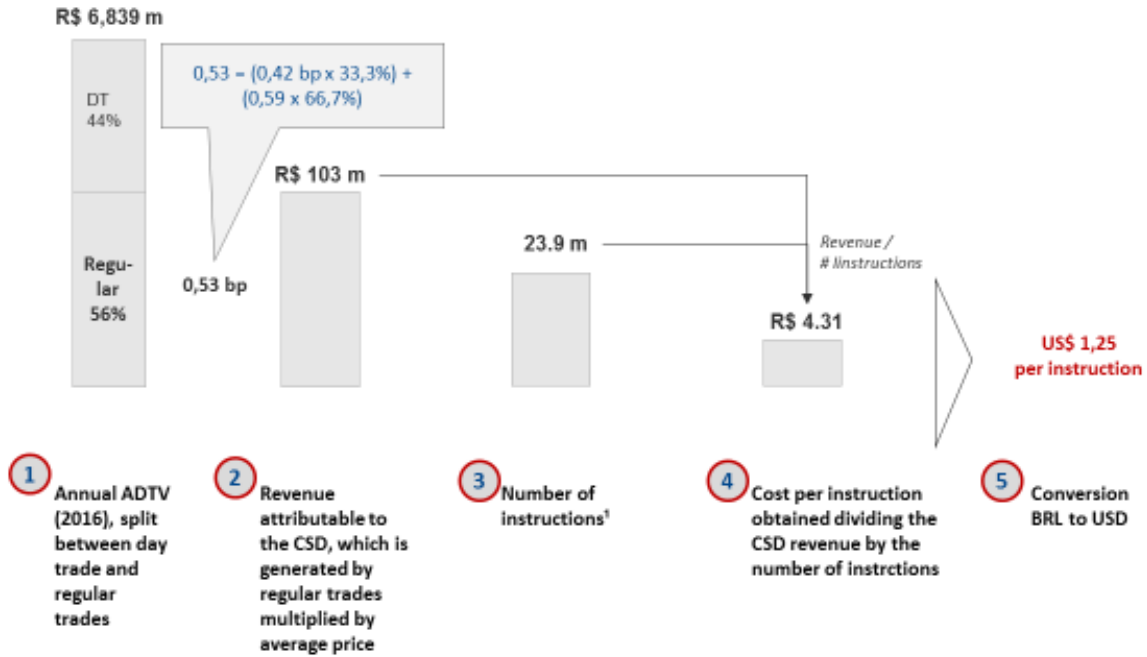 R$ 6,839 m
DT
44%
Regu-
lar
56%
0,53 = (0,42 bp x 33,3%) +
(0,59 x 66,7%)
0,53 bp
R$ 103 m
23.9 m
Revenue /
# Iinstructions
R$ 4.31
US$ 1,25
per instruction
1
Annual ADTV
(2016), split
between day
trade and
regular
trades
2
Revenue
attributable to
the CSD, which is
generated by
regular trades
multiplied by
average price
3
Number of
instructions¹
4
Cost per instruction
obtained dividing the
CSD revenue by the
number of instrctions
5
Conversion
BRL to USD